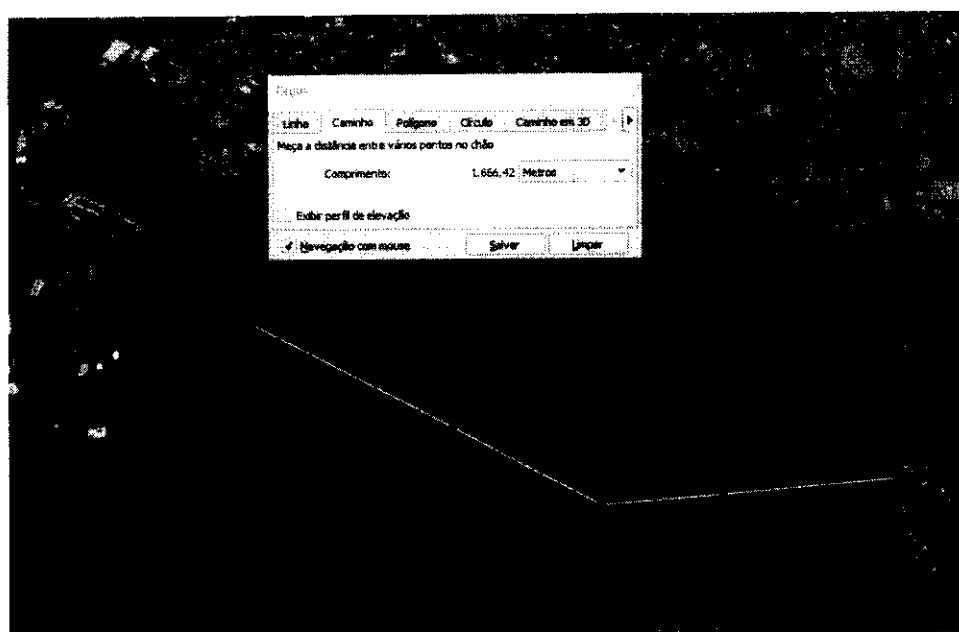 Régua
Linha Caminho Polígono Círculo Caminho em 3D
Meça a distância entre vários pontos no chão
Comprimento: 1.666,42 Metros
Exibir perfil de elevação
Navegação com mouse Salvar Limpar